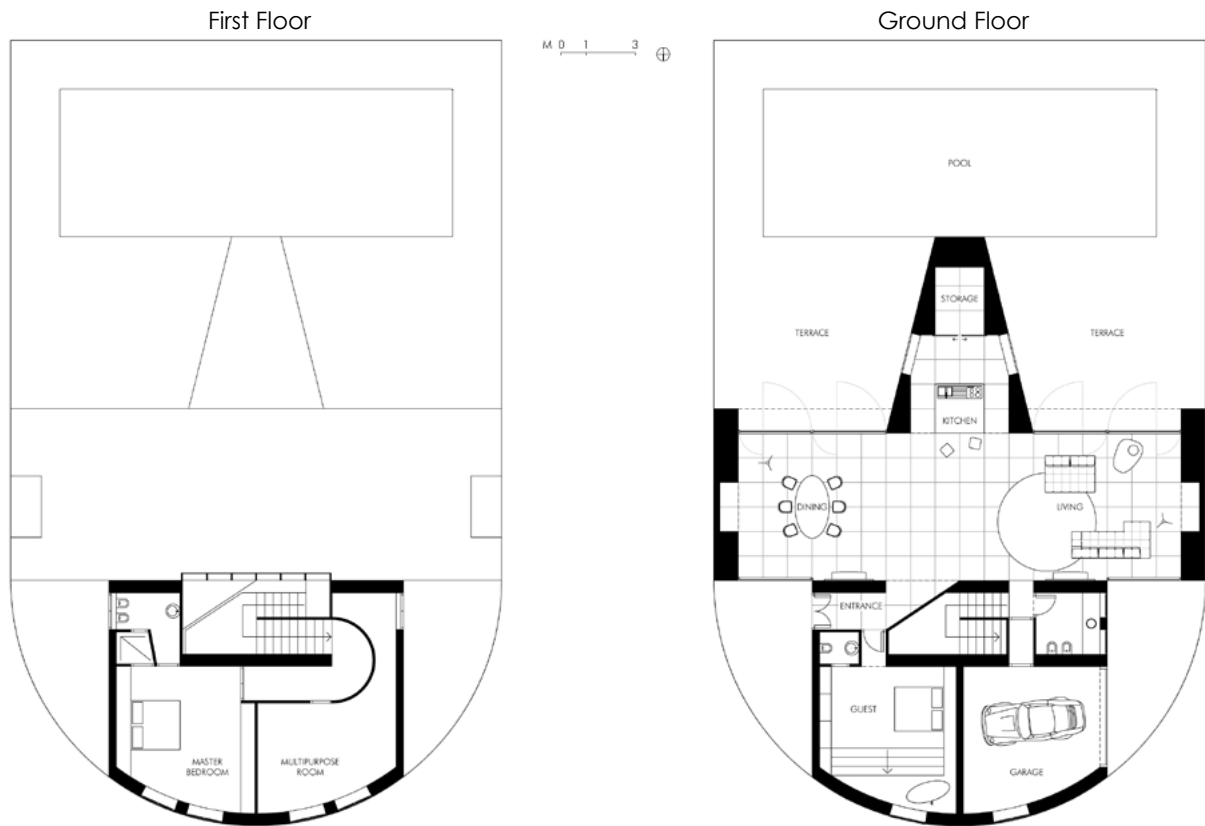 First Floor
Ground Floor
M 0 1 3
POOL
STORAGE
TERRACE
TERRACE
KITCHEN
DINING
LIVING
ENTRANCE
GUEST
GARAGE
MASTER
BEDROOM
MULTIPURPOSE
ROOM